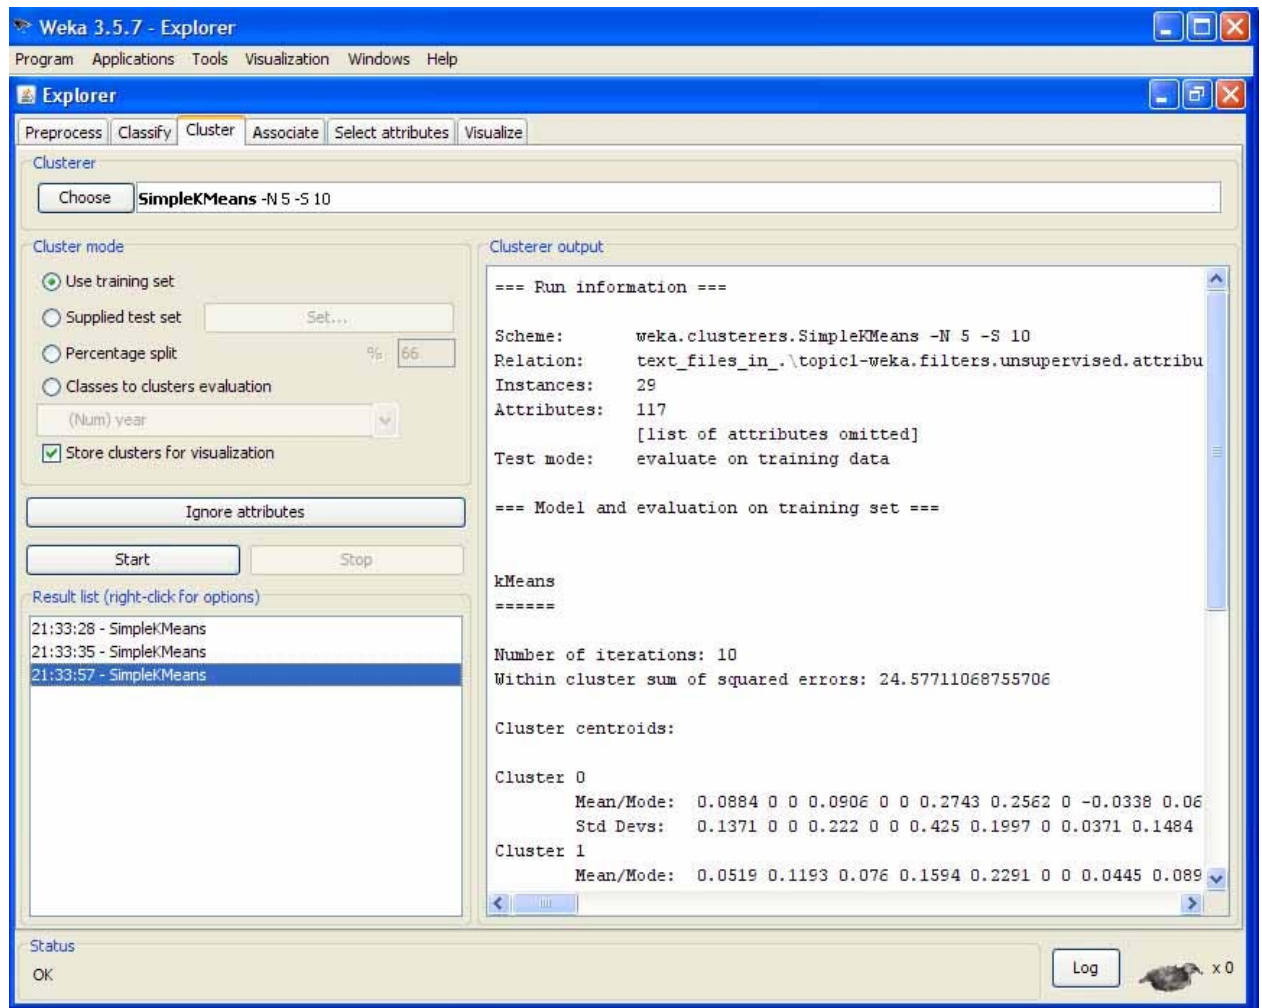 Weka 3.5.7 - Explorer
Program Applications Tools Visualization Windows Help
Explorer
Preprocess Classify Cluster Associate Select attributes Visualize
Clusterer
Choose SimpleKMeans -N 5 -S 10
Cluster mode
Use training set
Supplied test set Set...
Percentage split % 66
Classes to clusters evaluation
(Num) year
Store clusters for visualization
Ignore attributes
Start Stop
Result list (right-click for options)
21:33:28 - SimpleKMeans
21:33:35 - SimpleKMeans
21:33:57 - SimpleKMeans
Clusterer output
=== Run information ===
Scheme: weka.clusterers.SimpleKMeans -N 5 -S 10
Relation: text_files_in_.\topic1-weka.filters.unsupervised.attribu
Instances: 29
Attributes: 117
[list of attributes omitted]
Test mode: evaluate on training data
=== Model and evaluation on training set ===
kMeans
======
Number of iterations: 10
Within cluster sum of squared errors: 24.57711068755706
Cluster centroids:
Cluster 0
Mean/Mode: 0.0884 0 0 0.0906 0 0 0.2743 0.2562 0 -0.0338 0.06
Std Devs: 0.1371 0 0 0.222 0 0 0.425 0.1997 0 0.0371 0.1484
Cluster 1
Mean/Mode: 0.0519 0.1193 0.076 0.1594 0.2291 0 0 0.0445 0.089
Status
OK
Log x 0